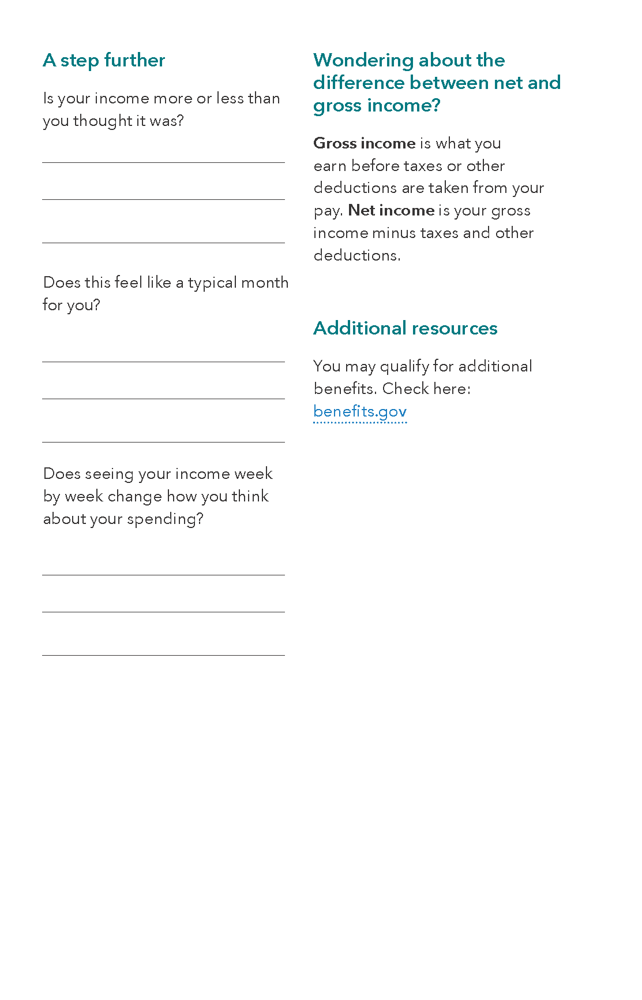 A step further
Is your income more or less than
you thought it was?
Does this feel like a typical month
for you?
Does seeing your income week
by week change how you think
about your spending?
Wondering about the
difference between net and
gross income?
Gross income is what you
earn before taxes or other
deductions are taken from your
pay. Net income is your gross
income minus taxes and other
deductions.
Additional resources
You may qualify for additional
benefits. Check here:
benefits.gov